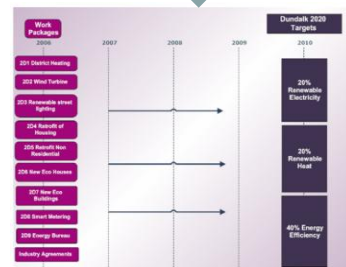 Work
Packages
Dundalk 2020
Targets
2006
2007
2008
2009
2010
2D1 District Heating
2D2 Wind Turbine
2D3 Renewable street
lighting
2D4 Retrofit of
Housing
2D5 Retrofit Non
Residential
2D6 New Eco Houses
2D7 New Eco
Buildings
2D8 Smart Metering
2D9 Energy Bureau
Industry Agreements
20%
Renewable
Electricity
20%
Renewable
Heat
40% Energy
Efficiency